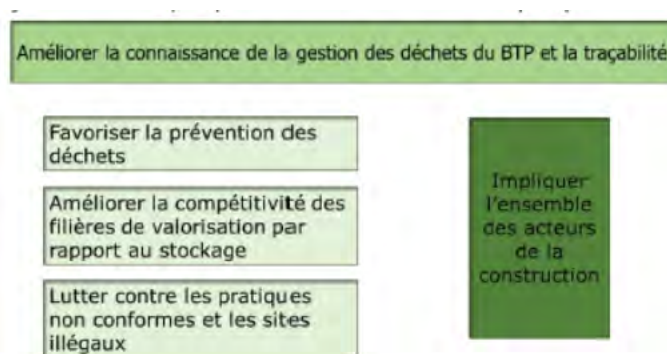 Améliorer la connaissance de la gestion des déchets du BTP et la traçabilité
Favoriser la prévention des
déchets
Améliorer la compétitivité des
filières de valorisation par
rapport au stockage
Lutter contre les pratiques
non conformes et les sites
illégaux
Impliquer
l'ensemble
des acteurs
de la
construction